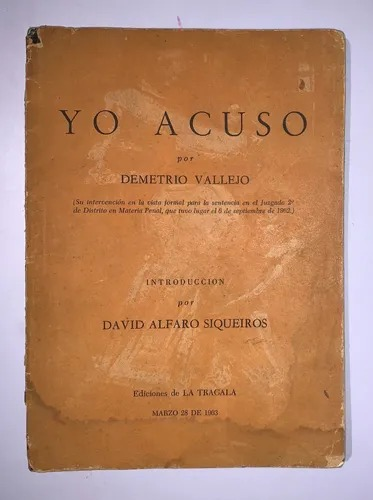 YO ACUSO
por
DEMETRIO VALLEJO
(Su intervención en la vista formal para la sentencia en el Juzgado 2º
de Distrito en Materia Penal, que tuvo lugar el 6 de septiembre de 1962.)
INTRODUCCION
por
DAVID ALFARO SIQUEIROS
Ediciones de LA TRAGALA
MARZO 28 DE 1963